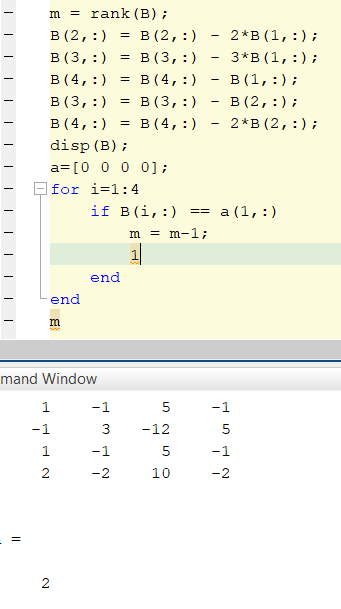 m = rank(B);
B(2,:) = B(2,:) - 2*B(1,:);
B(3,:) = B(3,:) - 3*B(1,:);
B(4,:) = B(4,:) - B(1,:);
B(3,:) = B(3,:) - B(2,:);
B(4,:) = B(4,:) - 2*B(2,:);
disp(B);
a=[0 0 0 0];
for i=1:4
if B(i,:) == a(1,:)
m = m-1;
1
end
end
m
mand Window
1 -1 5 -1
-1 3 -12 5
1 -1 5 -1
2 -2 10 -2
=
2